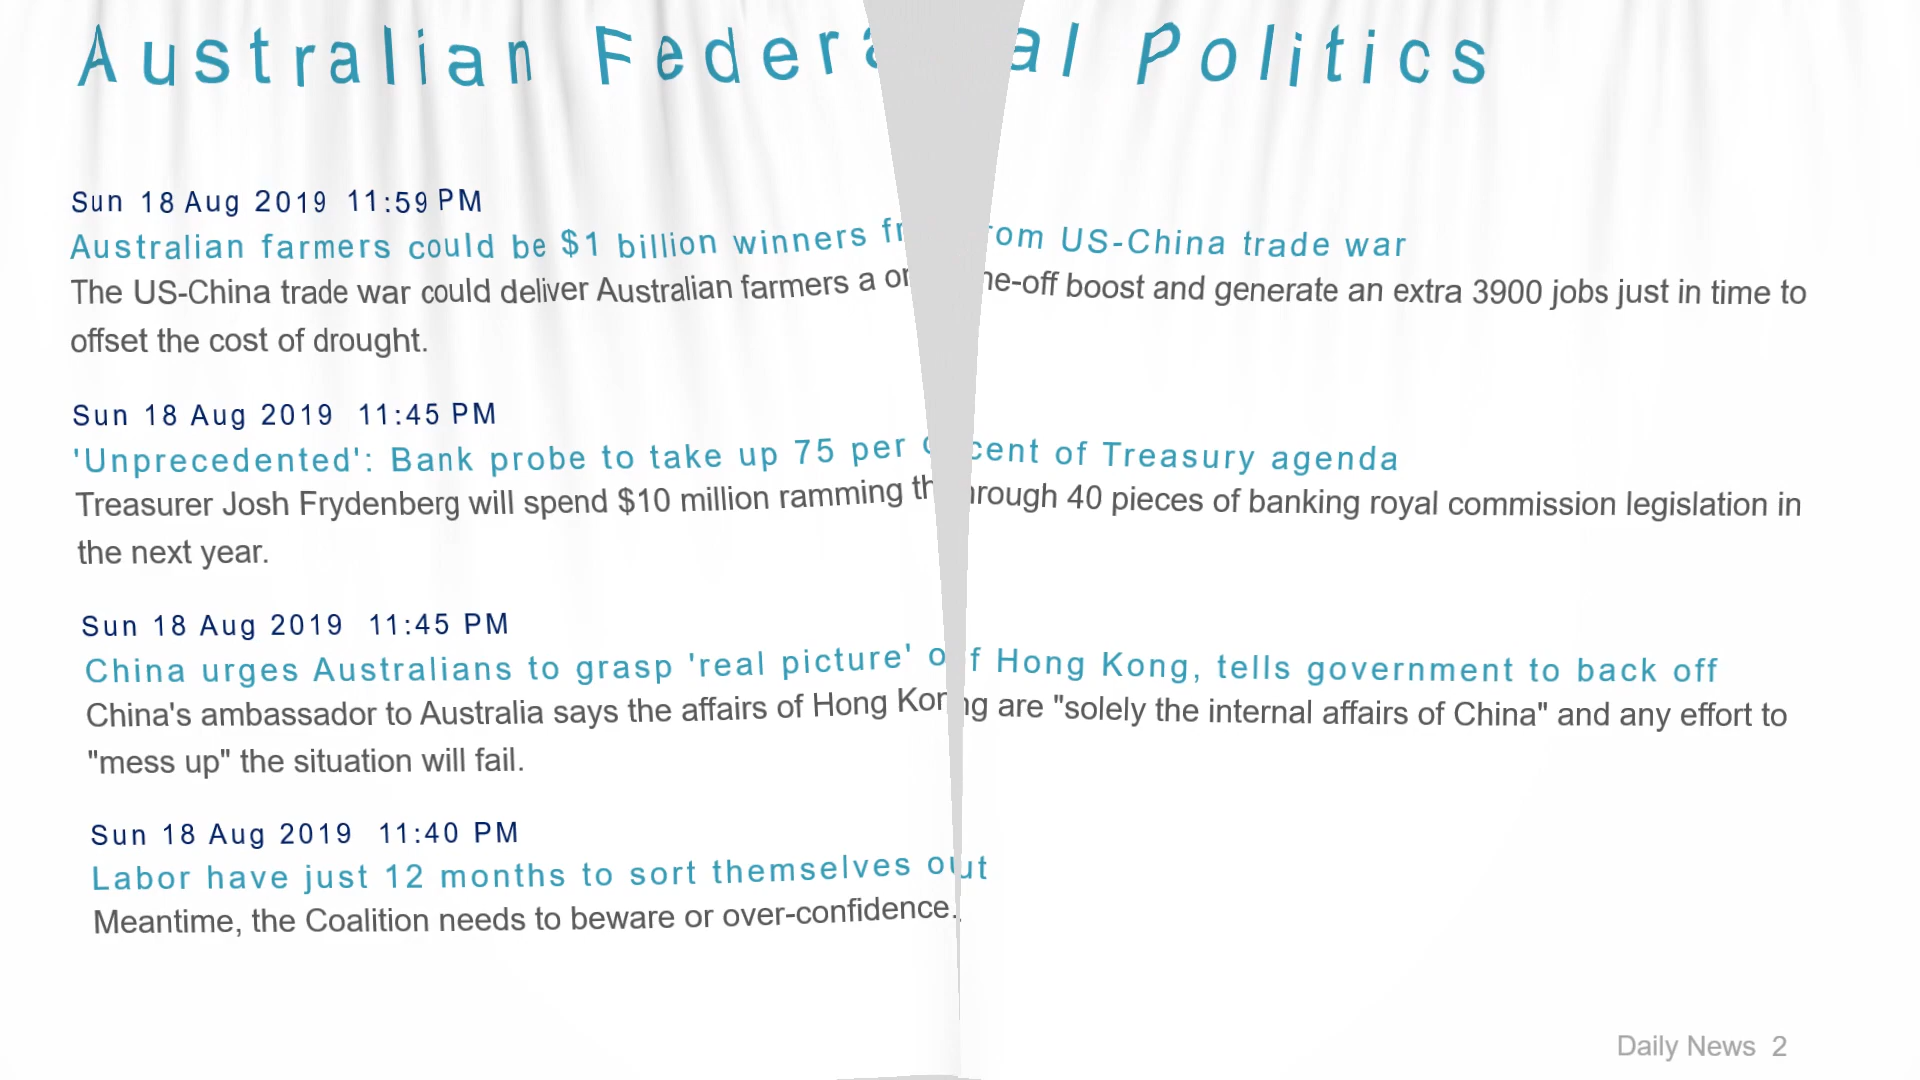 Australian Federal Politics
Sun 18 Aug 2019 11:59 PM
Australian farmers could be $1 billion winners from US-China trade war
The US-China trade war could deliver Australian farmers a one-off boost and generate an extra 3900 jobs just in time to
offset the cost of drought.
Sun 18 Aug 2019 11:45 PM
'Unprecedented': Bank probe to take up 75 per cent of Treasury agenda
Treasurer Josh Frydenberg will spend $10 million ramming through 40 pieces of banking royal commission legislation in
the next year.
Sun 18 Aug 2019 11:45 PM
China urges Australians to grasp 'real picture' of Hong Kong, tells government to back off
China's ambassador to Australia says the affairs of Hong Kong are "solely the internal affairs of China" and any effort to
"mess up" the situation will fail.
Sun 18 Aug 2019 11:40 PM
Labor have just 12 months to sort themselves out
Meantime, the Coalition needs to beware or over-confidence.
Daily News 2